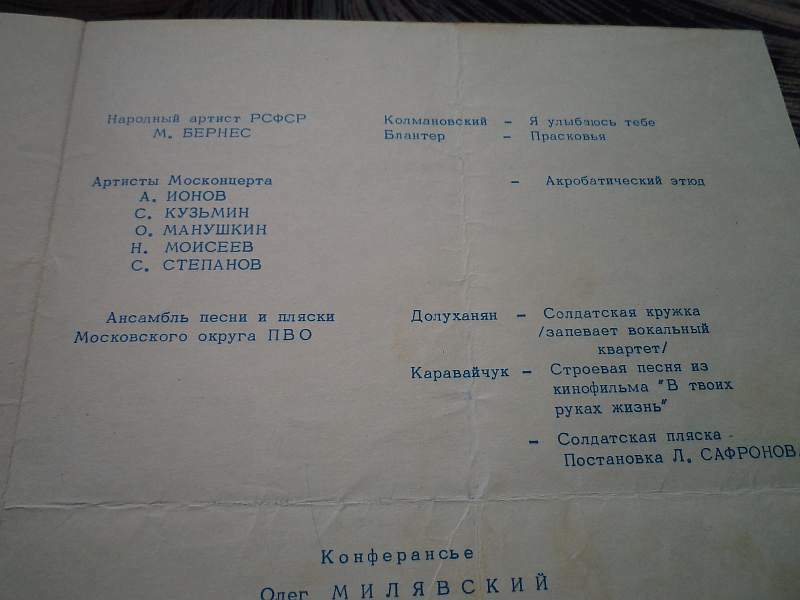 Народный артист РСФСР
М. БЕРНЕС
Колмановский - Я улыбаюсь тебе
Блантер - Прасковья
Артисты Москонцерта
- Акробатический этюд
А. ИОНОВ
С. КУЗЬМИН
О. МАНУШКИН
Н. МОИСЕЕВ
С. СТЕПАНОВ
Ансамбль песни и пляски
Московского округа ПВО
Долуханян - Солдатская кружка
/запевает вокальный
квартет/
Каравайчук - Строевая песня из
кинофильма "В твоих
руках жизнь"
- Солдатская пляска
Постановка Л. САФРОНОВ
Конферансье
Олег МИЛЯВСКИЙ